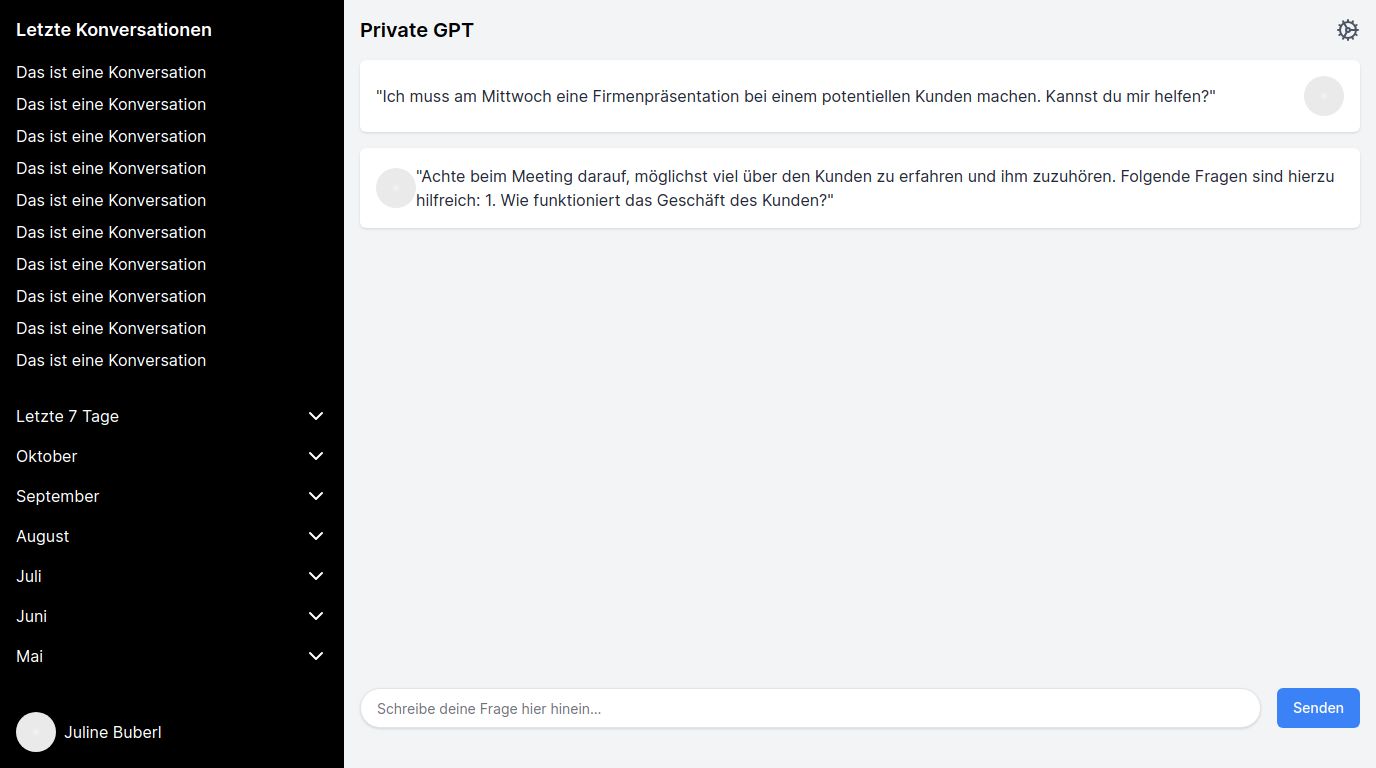 Letzte Konversationen
Das ist eine Konversation
Das ist eine Konversation
Das ist eine Konversation
Das ist eine Konversation
Das ist eine Konversation
Das ist eine Konversation
Das ist eine Konversation
Das ist eine Konversation
Das ist eine Konversation
Das ist eine Konversation
Letzte 7 Tage
Oktober
September
August
Juli
Juni
Mai
Juline Buberl
Private GPT
"Ich muss am Mittwoch eine Firmenpräsentation bei einem potentiellen Kunden machen. Kannst du mir helfen?"
"Achte beim Meeting darauf, möglichst viel über den Kunden zu erfahren und ihm zuzuhören. Folgende Fragen sind hierzu
hilfreich: 1. Wie funktioniert das Geschäft des Kunden?"
Schreibe deine Frage hier hinein...
Senden